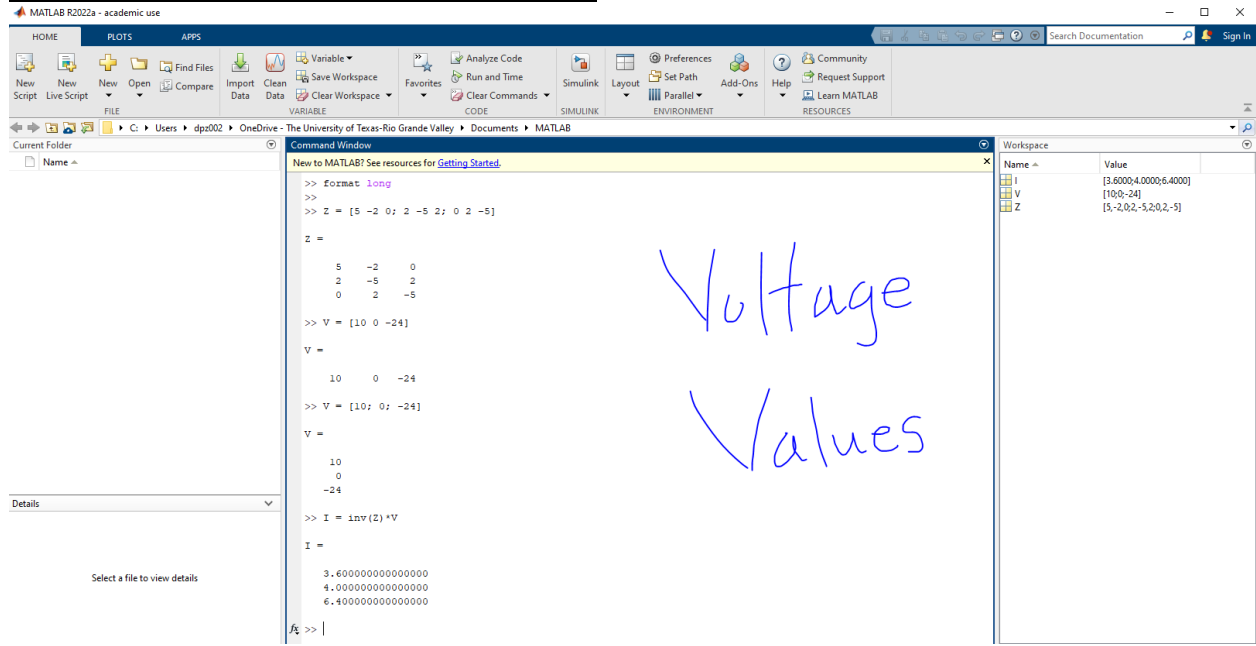 MATLAB R2022a - academic use
HOME PLOTS APPS
Search Documentation Sign In
New Script
New Live Script
New
Open
Find Files
Compare
Import Data
Clean Data
Variable
Save Workspace
Clear Workspace
Favorites
Analyze Code
Run and Time
Clear Commands
Simulink
Layout
Preferences
Set Path
Parallel
Add-Ons
Help
Community
Request Support
Learn MATLAB
FILE VARIABLE CODE SIMULINK ENVIRONMENT RESOURCES
C: Users dpz002 OneDrive - The University of Texas-Rio Grande Valley Documents MATLAB
Current Folder
Name
Details
Select a file to view details
Command Window
New to MATLAB? See resources for Getting Started.
>> format long
>>
>> Z = [5 -2 0; 2 -5 2; 0 2 -5]
Z =
5 -2 0
2 -5 2
0 2 -5
>> V = [10 0 -24]
V =
10 0 -24
>> V = [10; 0; -24]
V =
10
0
-24
>> I = inv(Z)*V
I =
3.600000000000000
4.000000000000000
6.400000000000000
fx >>
Voltage
Values
Workspace
Name Value
I [3.6000;4.0000;6.4000]
V [10;0;-24]
Z [5,-2,0;2,-5,2;0,2,-5]